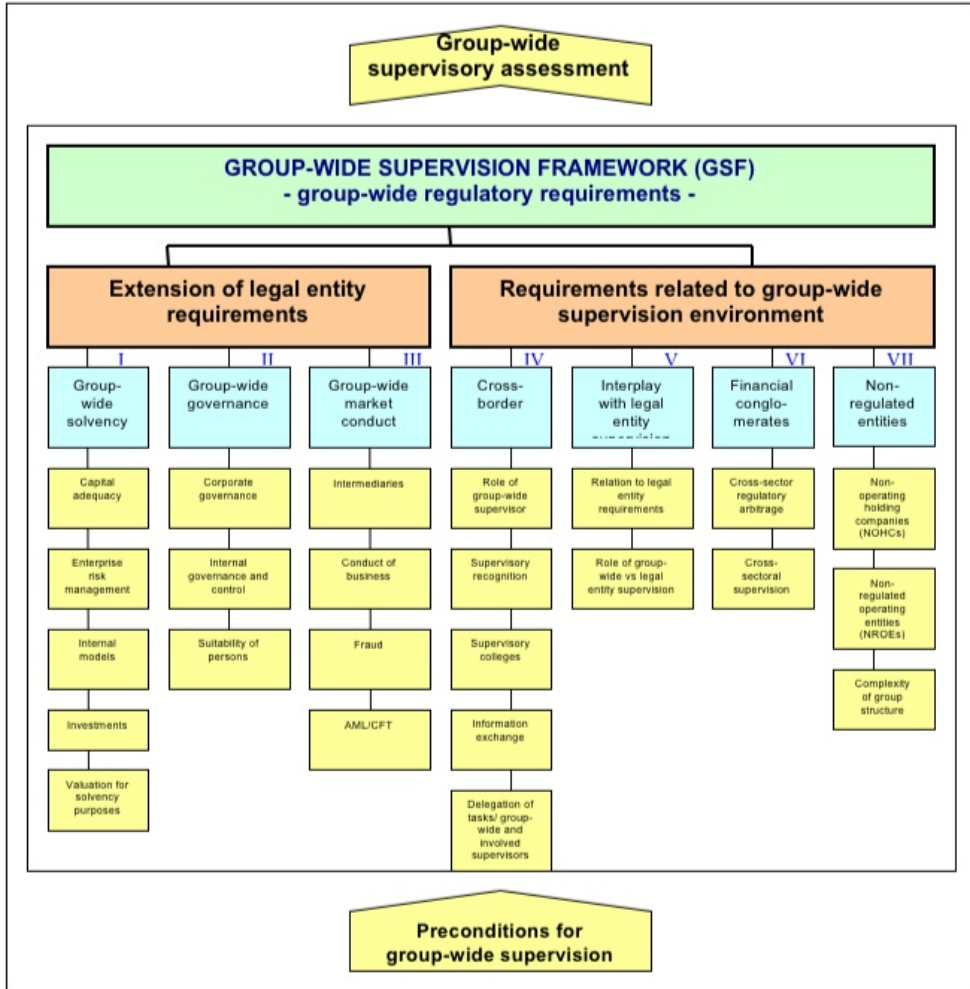 Group-wide
supervisory assessment
GROUP-WIDE SUPERVISION FRAMEWORK (GSF)
- group-wide regulatory requirements -
Extension of legal entity
requirements
Requirements related to group-wide
supervision environment
I
II
III
IV
V
VI
VII
Group-
wide
solvency
Group-wide
governance
Group-wide
market
conduct
Cross-
border
Interplay
with legal
entity
supervision
Financial
conglo-
merates
Non-
regulated
entities
Capital
adequacy
Enterprise
risk
management
Internal
models
Investments
Valuation for
solvency
purposes
Corporate
governance
Internal
governance and
control
Suitability of
persons
Intermediaries
Conduct of
business
Fraud
AML/CFT
Role of
group-wide
supervisor
Supervisory
recognition
Supervisory
colleges
Information
exchange
Delegation of
tasks/ group-
wide and
involved
supervisors
Relation to legal
entity
requirements
Role of group-
wide vs legal
entity supervision
Cross-sector
regulatory
arbitrage
Cross-
sectoral
supervision
Non-
operating
holding
companies
(NOHCs)
Non-
regulated
operating
entities
(NROEs)
Complexity
of group
structure
Preconditions for
group-wide supervision